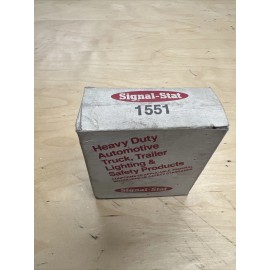 Signal-Stat
1551
Heavy Duty
Automotive
Truck, Trailer
Lighting &
Safety Products
Signal-Stat